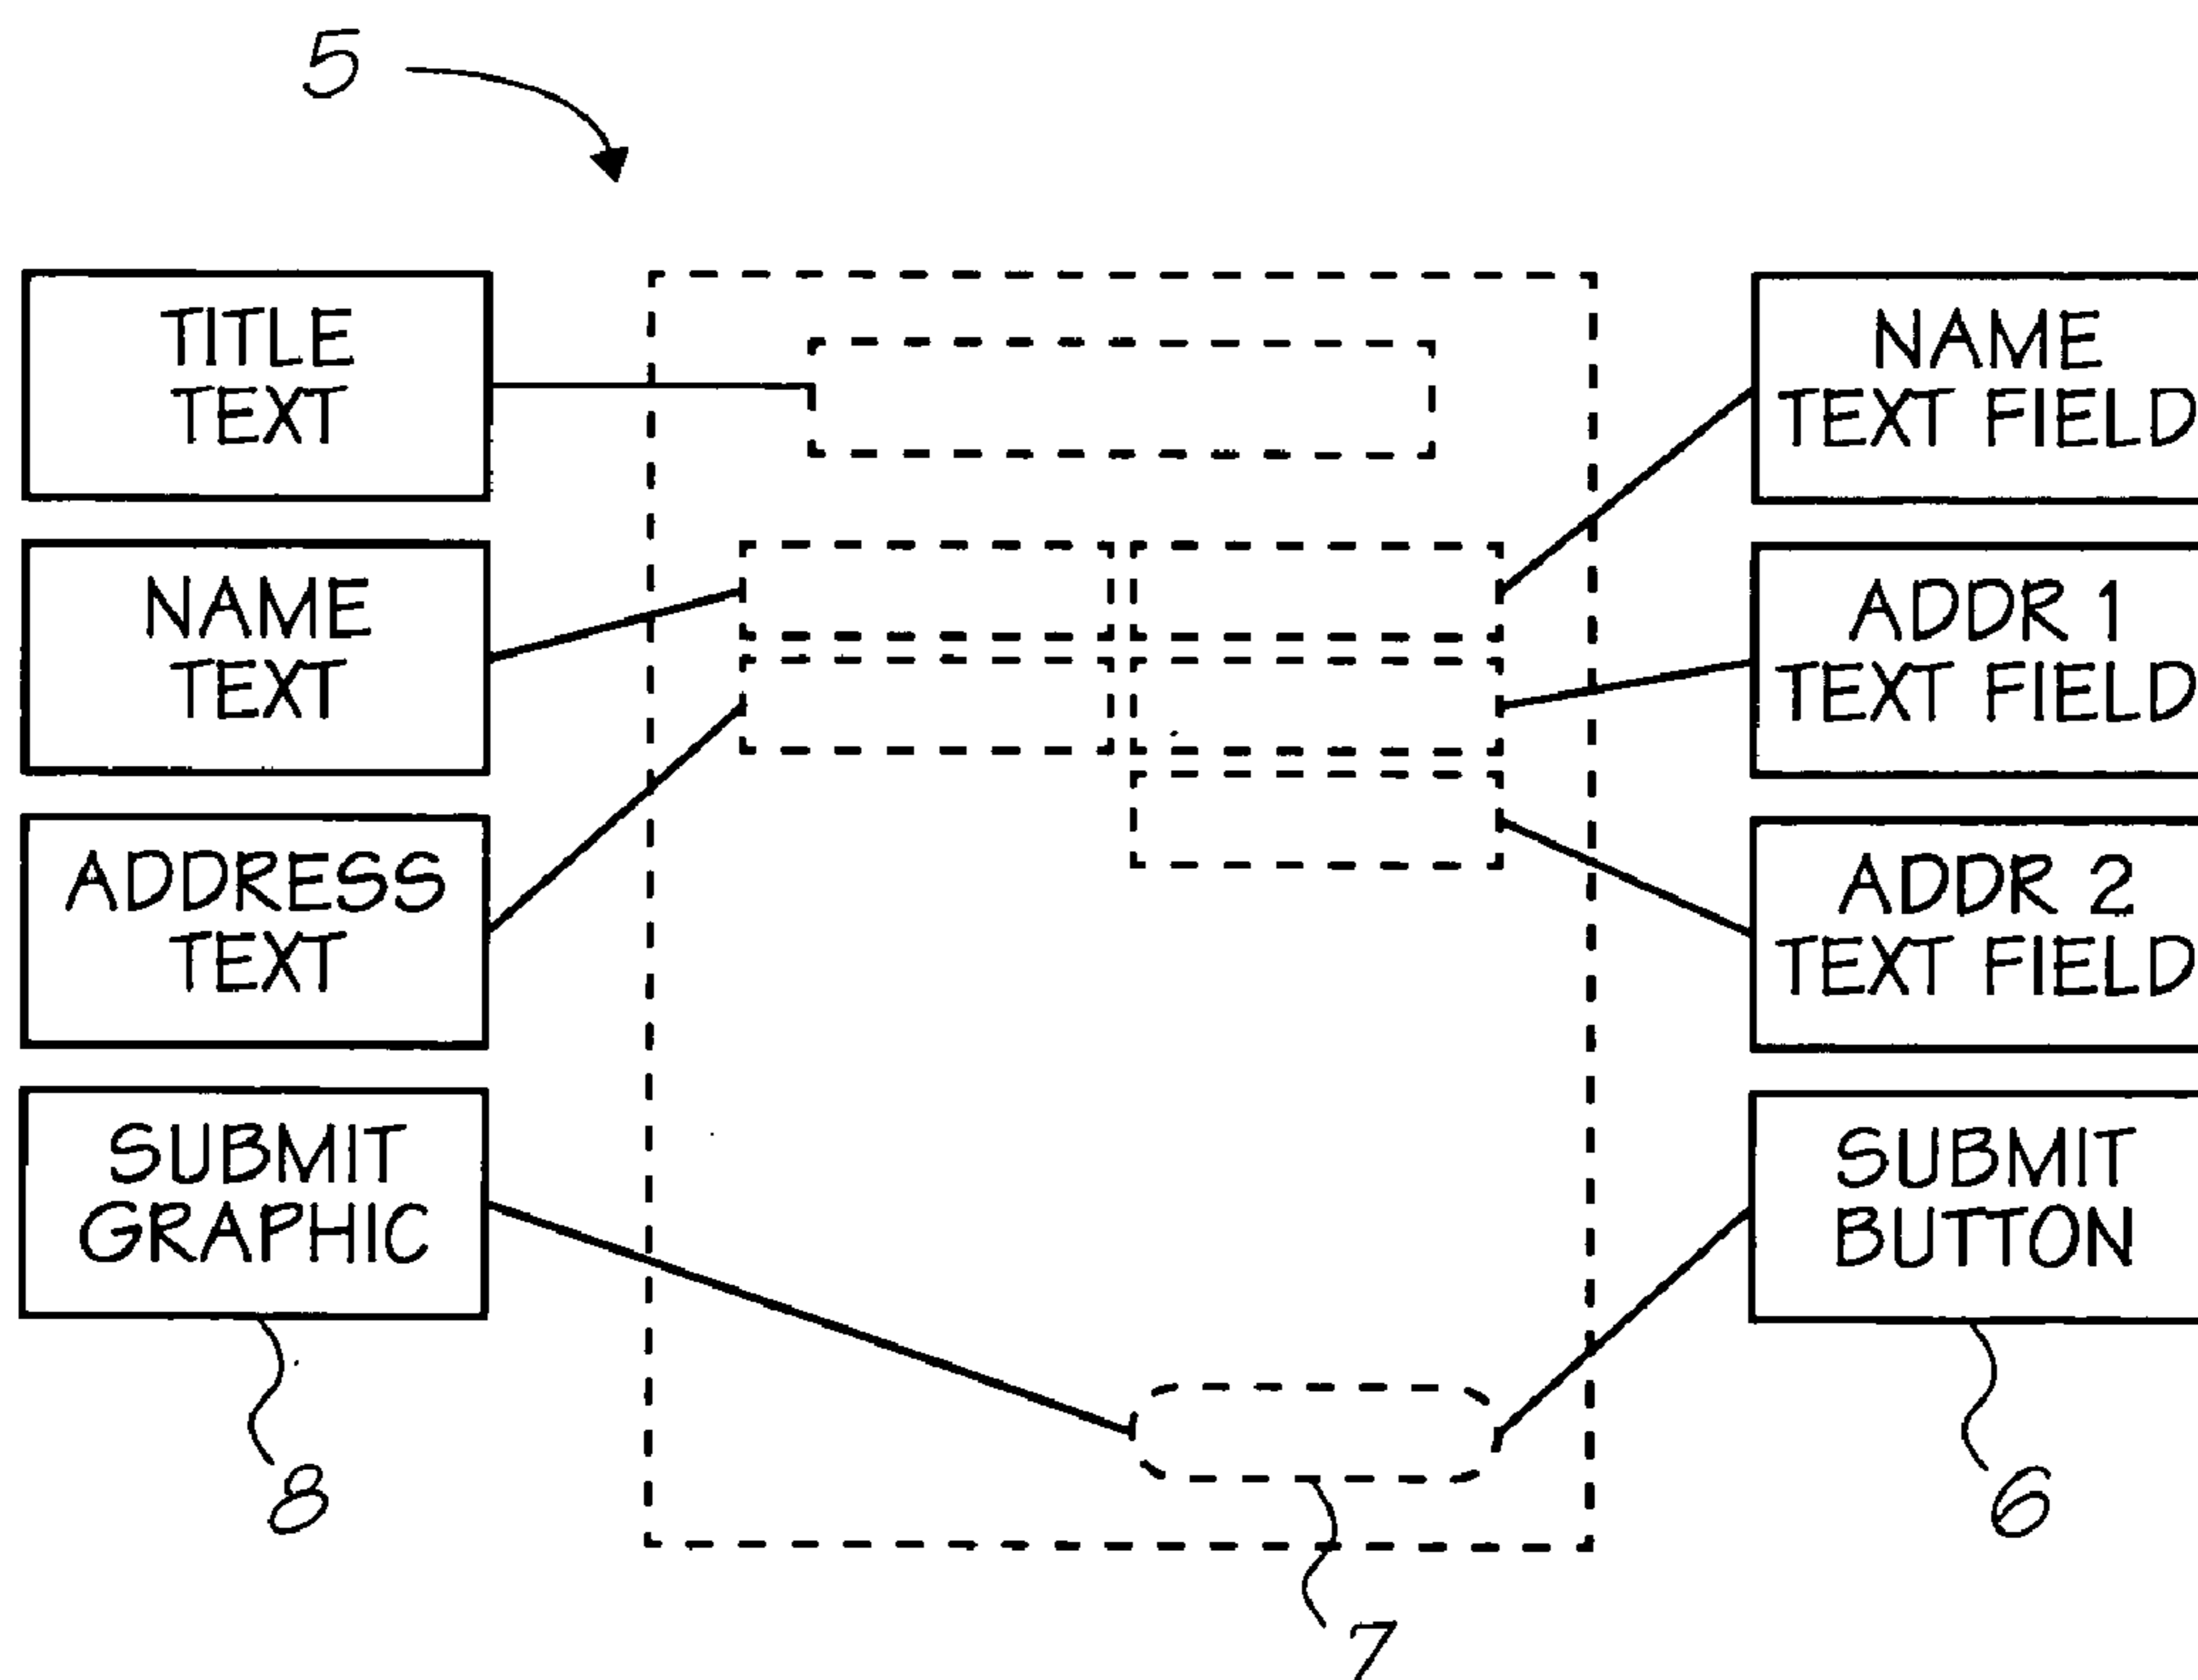 5
TITLE
TEXT
NAME
TEXT
ADDRESS
TEXT
SUBMIT
GRAPHIC
8
NAME
TEXT FIELD
ADDR 1
TEXT FIELD
ADDR 2
TEXT FIELD
SUBMIT
BUTTON
6
7